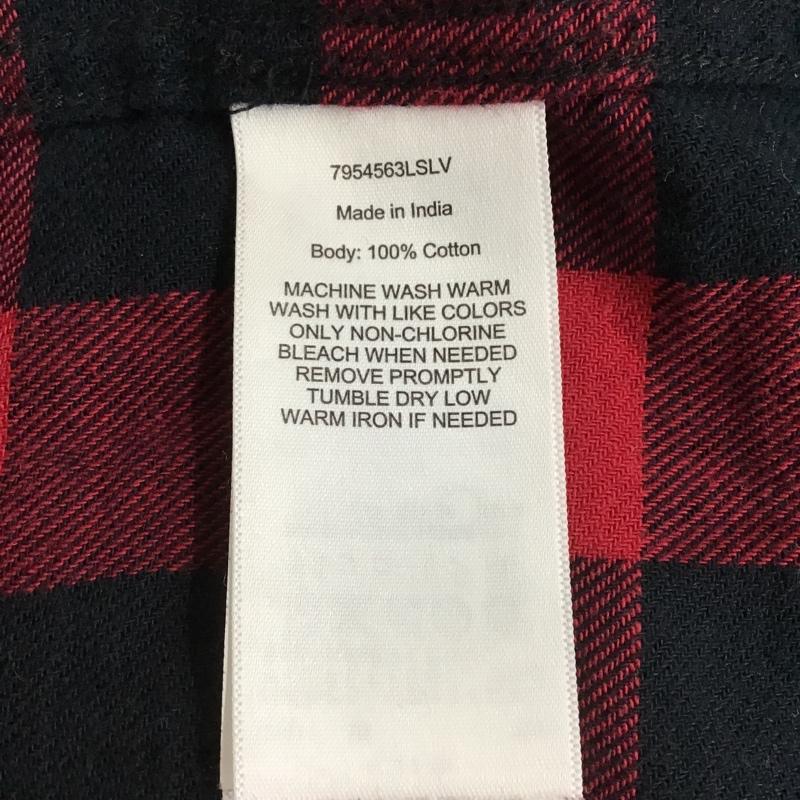 7954563LSLV
Made in India
Body: 100% Cotton
MACHINE WASH WARM
WASH WITH LIKE COLORS
ONLY NON-CHLORINE
BLEACH WHEN NEEDED
REMOVE PROMPTLY
TUMBLE DRY LOW
WARM IRON IF NEEDED